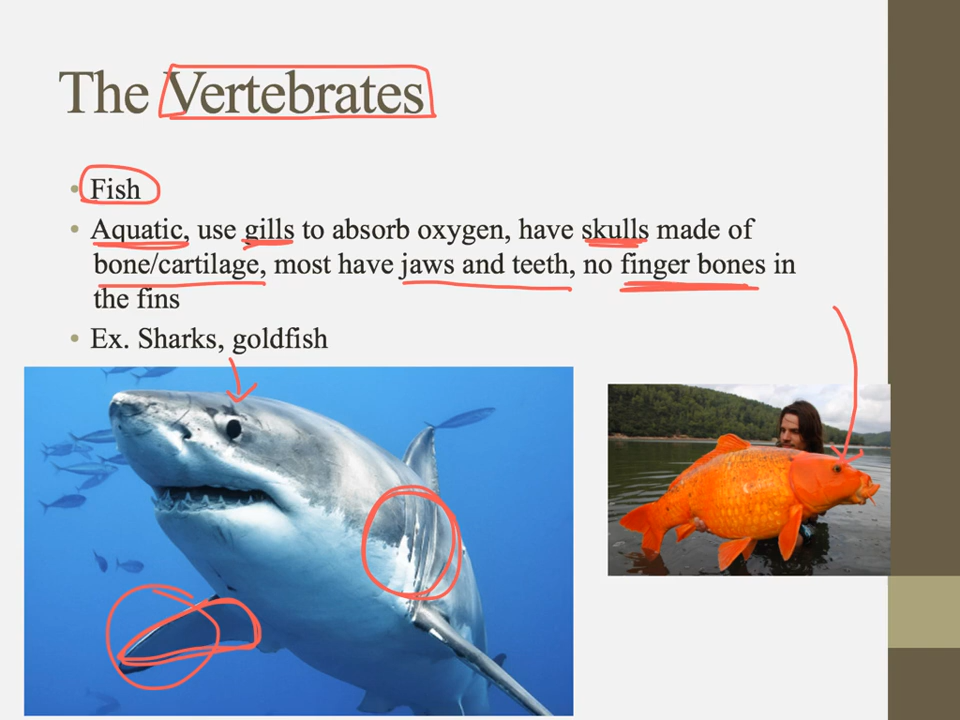 The Vertebrates
• Fish
• Aquatic, use gills to absorb oxygen, have skulls made of
bone/cartilage, most have jaws and teeth, no finger bones in
the fins
• Ex. Sharks, goldfish